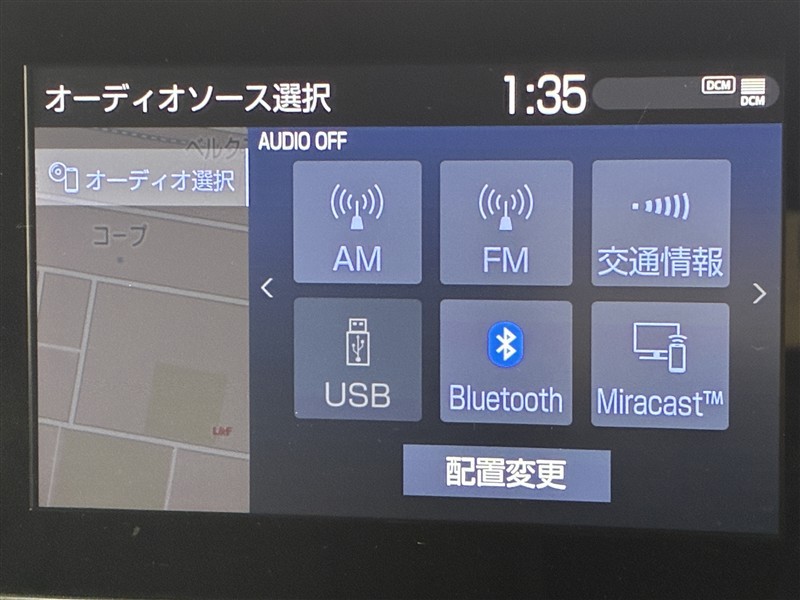 オーディオソース選択
1:35
DCM
DCM
ベルク
AUDIO OFF
オーディオ選択
コープ
AM
FM
交通情報
USB
Bluetooth
Miracast™
配置変更